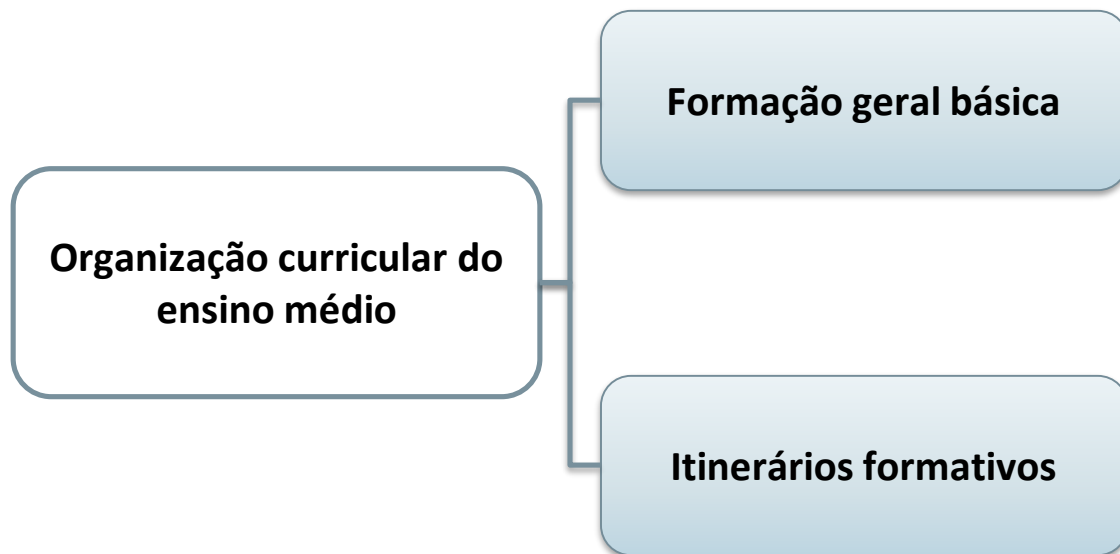 Formação geral básica
Organização curricular do
ensino médio
Itinerários formativos